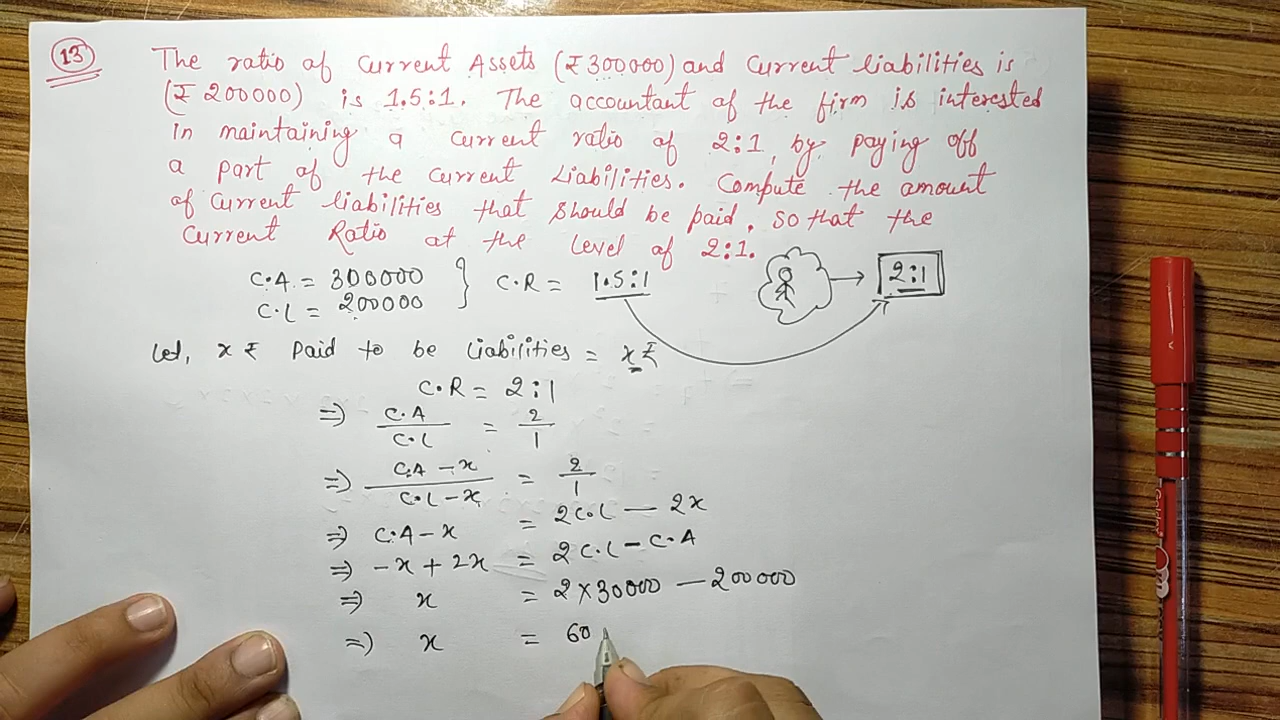 13
The ratio of Current Assets (₹ 300000) and Current liabilities is
(₹ 200000) is 1.5:1. The accountant of the firm is interested
in maintaining a current ratio of 2:1, by paying off
a part of the current Liabilities. Compute the amount
of Current liabilities that should be paid, so that the
Current Ratio at the level of 2:1.
C.A = 300000
C.L = 200000
} C.R = 1.5:1
→ 2:1
Let, x ₹ Paid to be liabilities = x ₹
C.R = 2:1
⇒ C.A / C.L = 2/1
⇒ C.A - x / C.L - x = 2/1
⇒ C.A - x = 2C.L - 2x
⇒ -x + 2x = 2C.L - C.A
⇒ x = 2×30000 - 200000
⇒ x = 60